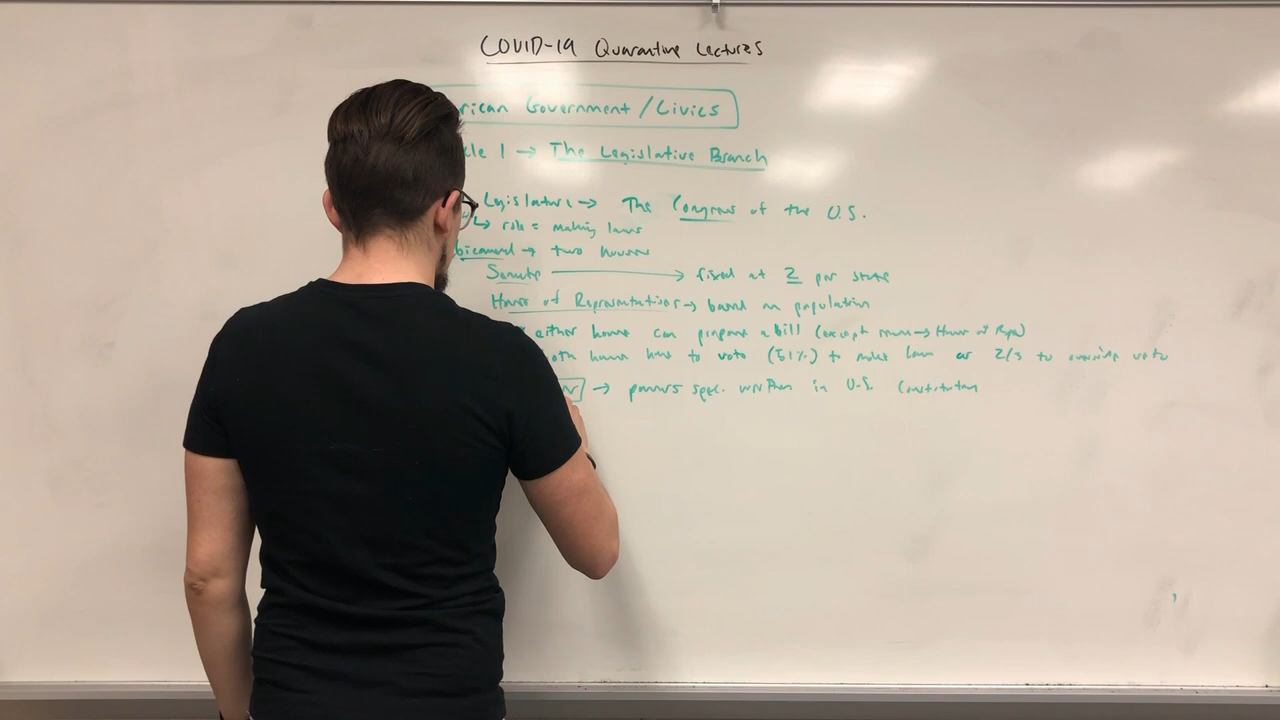 COVID-19 Quarantine Lectures
rican Government/Civics
cle 1 → The Legislative Branch
Legislature → The Congress of the U.S.
↳ role = making laws
bicameral → two houses
Senate → fixed at 2 per state
House of Representatives → based on population
either house can propose a bill (except → House of Reps)
oth houses have to vote (51%) to make law or 2/3 to override veto
→ powers spec. written in U.S. Constitution